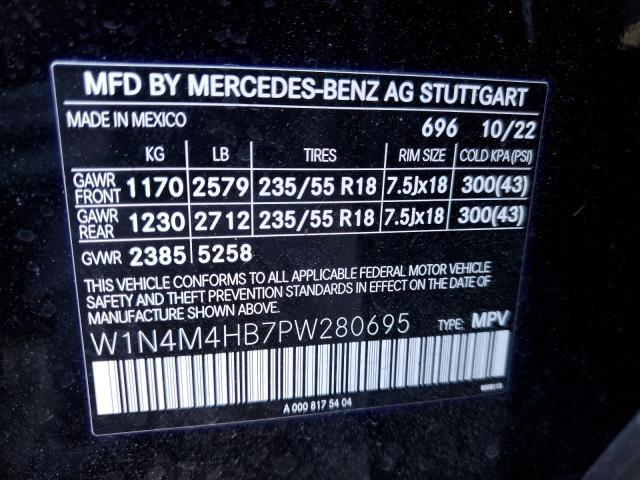 MFD BY MERCEDES-BENZ AG STUTTGART
MADE IN MEXICO 696 10/22
KG LB TIRES RIM SIZE COLD KPA(PSI)
GAWR FRONT 1170 2579 235/55 R18 7.5Jx18 300(43)
GAWR REAR 1230 2712 235/55 R18 7.5Jx18 300(43)
GVWR 2385 5258
THIS VEHICLE CONFORMS TO ALL APPLICABLE FEDERAL MOTOR VEHICLE
SAFETY AND THEFT PREVENTION STANDARDS IN EFFECT ON THE DATE OF
MANUFACTURE SHOWN ABOVE.
W1N4M4HB7PW280695 TYPE: MPV
A 000 817 54 04